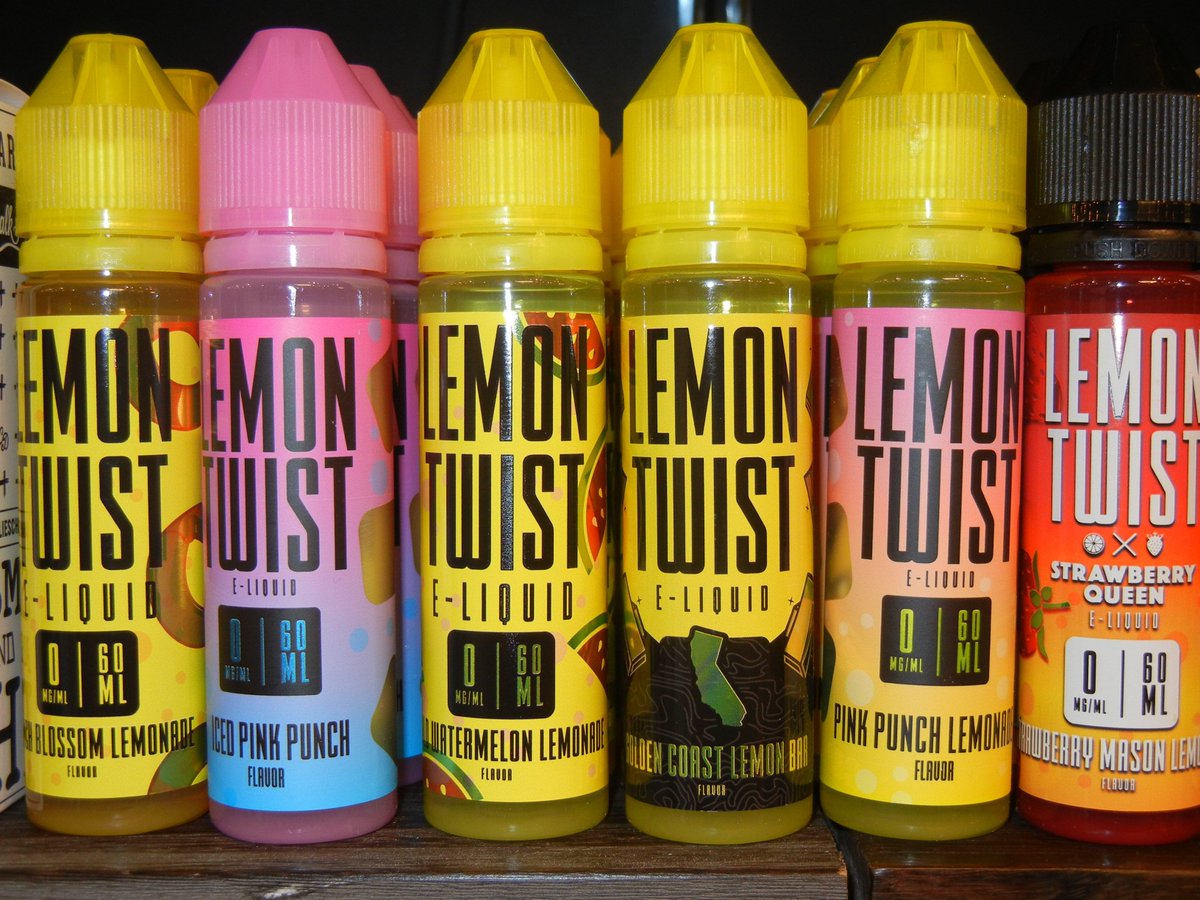 LEMON
TWIST
E-LIQUID
0 MG/ML | 60 ML
BLOSSOM LEMONADE
FLAVOR
LEMON
TWIST
E-LIQUID
0 MG/ML | 60 ML
ICED PINK PUNCH
FLAVOR
LEMON
TWIST
E-LIQUID
0 MG/ML | 60 ML
WATERMELON LEMONADE
FLAVOR
LEMON
TWIST
E-LIQUID
GOLDEN COAST LEMON BAR
FLAVOR
LEMON
TWIST
E-LIQUID
0 MG/ML | 60 ML
PINK PUNCH LEMONADE
FLAVOR
LEMON
TWIST
STRAWBERRY
QUEEN
E-LIQUID
0 MG/ML | 60 ML
STRAWBERRY MASON
FLAVOR